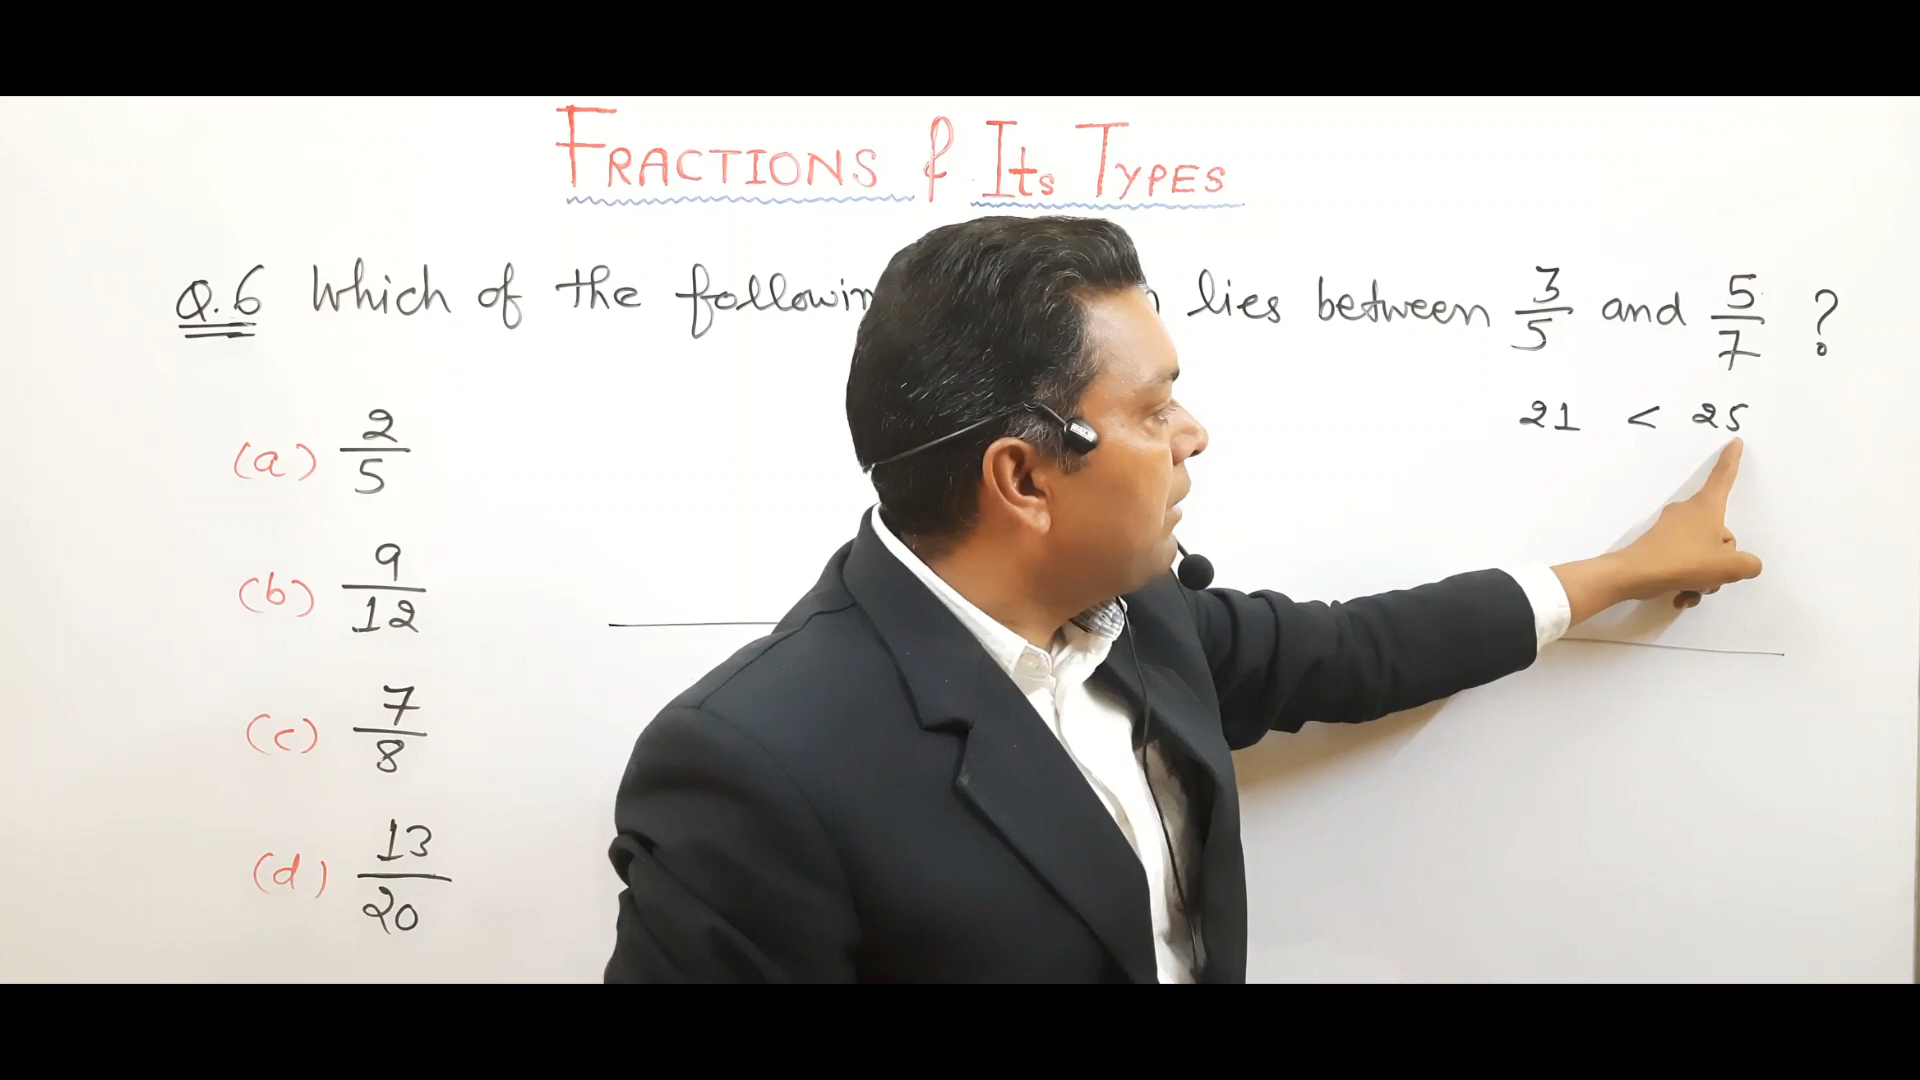 FRACTIONS & Its TYPES
Q.6 Which of the lies between 3/5 and 5/7 ?
21 < 25
(a) 2/5
(b) 9/12
(c) 7/8
(d) 13/20